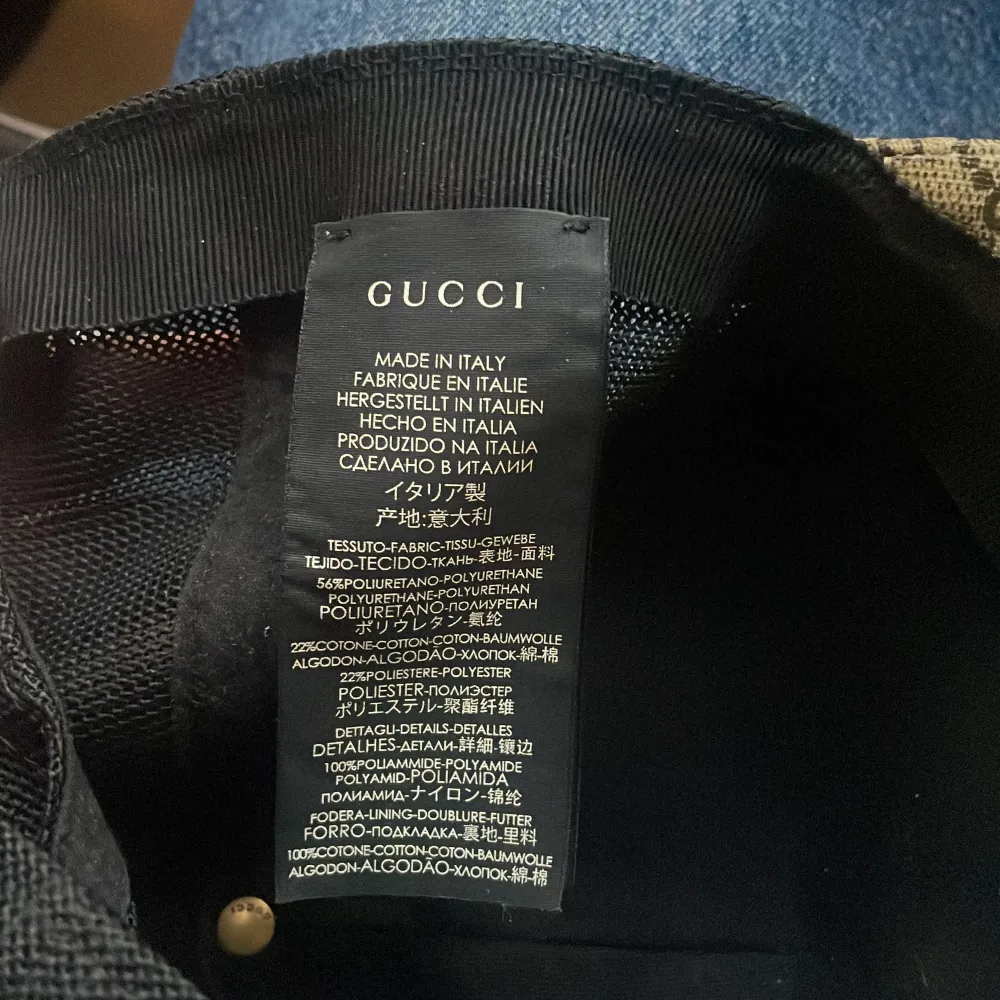 GUCCI
MADE IN ITALY
FABRIQUE EN ITALIE
HERGESTELLT IN ITALIEN
HECHO EN ITALIA
PRODUZIDO NA ITALIA
СДЕЛАНО В ИТАЛИИ
イタリア製
产地:意大利
TESSUTO-FABRIC-TISSU-GEWEBE
TEJIDO-TECIDO-ТКАНЬ-表地-面料
56%POLIURETANO-POLYURETHANE
POLYURETHANE-POLYURETHAN
POLIURETANO-ПОЛИУРЕТАН
ポリウレタン-氨纶
22%COTONE-COTTON-COTON-BAUMWOLLE
ALGODON-ALGODÃO-ХЛОПОК-綿-棉
22%POLIESTERE-POLYESTER
POLIESTER-ПОЛИЭСТЕР
ポリエステル-聚酯纤维
DETTAGLI-DETAILS-DETALLES
DETALHES-ДЕТАЛИ-詳細-镶边
100%POLIAMMIDE-POLYAMIDE
POLYAMID-POLIAMIDA
ПОЛИАМИД-ナイロン-锦纶
FODERA-LINING-DOUBLURE-FUTTER
FORRO-ПОДКЛАДКА-裏地-里料
100%COTONE-COTTON-COTON-BAUMWOLLE
ALGODON-ALGODÃO-ХЛОПОК-綿-棉
GUCCI